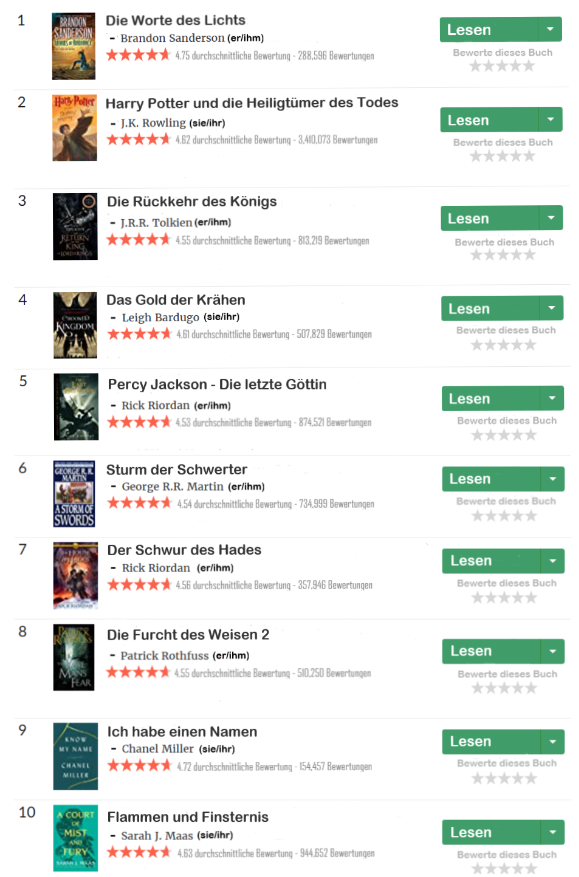 1
BRANDON
SANDERSON
WORDS OF RADIANCE
Die Worte des Lichts
- Brandon Sanderson (er/ihm)
4.75 durchschnittliche Bewertung - 288,596 Bewertungen
Lesen
Bewerte dieses Buch
2
Harry Potter
Harry Potter und die Heiligtümer des Todes
- J.K. Rowling (sie/ihr)
4.62 durchschnittliche Bewertung - 3,410,073 Bewertungen
Lesen
Bewerte dieses Buch
3
RETURN
KING
Die Rückkehr des Königs
- J.R.R. Tolkien (er/ihm)
4.55 durchschnittliche Bewertung - 813,219 Bewertungen
Lesen
Bewerte dieses Buch
4
CROOKED
KINGDOM
Das Gold der Krähen
- Leigh Bardugo (sie/ihr)
4.61 durchschnittliche Bewertung - 507,829 Bewertungen
Lesen
Bewerte dieses Buch
5
Percy Jackson - Die letzte Göttin
- Rick Riordan (er/ihm)
4.53 durchschnittliche Bewertung - 874,521 Bewertungen
Lesen
Bewerte dieses Buch
6
GEORGE R.R.
MARTIN
A STORM OF
SWORDS
Sturm der Schwerter
- George R.R. Martin (er/ihm)
4.54 durchschnittliche Bewertung - 734,999 Bewertungen
Lesen
Bewerte dieses Buch
7
HOUSE
HADES
RICK RIORDAN
Der Schwur des Hades
- Rick Riordan (er/ihm)
4.56 durchschnittliche Bewertung - 357,946 Bewertungen
Lesen
Bewerte dieses Buch
8
MAN'S
FEAR
Die Furcht des Weisen 2
- Patrick Rothfuss (er/ihm)
4.55 durchschnittliche Bewertung - 510,250 Bewertungen
Lesen
Bewerte dieses Buch
9
KNOW
MY NAME
CHANEL
MILLER
Ich habe einen Namen
- Chanel Miller (sie/ihr)
4.72 durchschnittliche Bewertung - 154,457 Bewertungen
Lesen
Bewerte dieses Buch
10
A COURT
OF
MIST
AND
FURY
SARAH J. MAAS
Flammen und Finsternis
- Sarah J. Maas (sie/ihr)
4.63 durchschnittliche Bewertung - 944,652 Bewertungen
Lesen
Bewerte dieses Buch